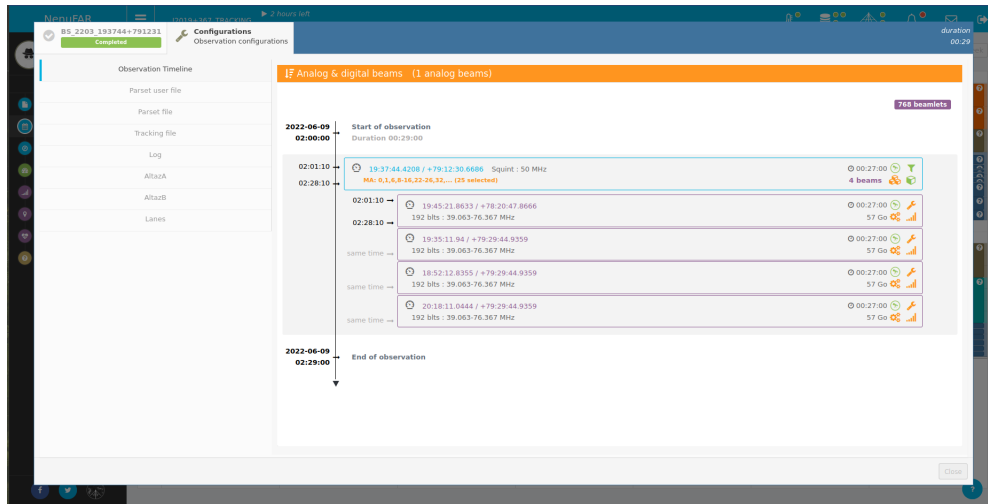 NenuFAB
J2019+367 TRACKING
2 hours left
BS_2203_193744+791231
Completed
Configurations
Observation configurations
duration
00:29
Observation Timeline
Parset user file
Parset file
Tracking file
Log
AltazA
AltazB
Lanes
Analog & digital beams (1 analog beams)
768 beamlets
2022-06-09
02:00:00
Start of observation
Duration 00:29:00
02:01:10
02:28:10
19:37:44.4208 / +79:12:30.6686 Squint : 50 MHz
00:27:00
MA: 0,1,6,8-16,22-26,32,... (25 selected)
4 beams
02:01:10
02:28:10
19:45:21.8633 / +78:20:47.8666
00:27:00
192 blts : 39.063-76.367 MHz
57 Go
same time
19:35:11.94 / +79:29:44.9359
00:27:00
192 blts : 39.063-76.367 MHz
57 Go
same time
18:52:12.8355 / +79:29:44.9359
00:27:00
192 blts : 39.063-76.367 MHz
57 Go
same time
20:18:11.0444 / +79:29:44.9359
00:27:00
192 blts : 39.063-76.367 MHz
57 Go
2022-06-09
02:29:00
End of observation
Close